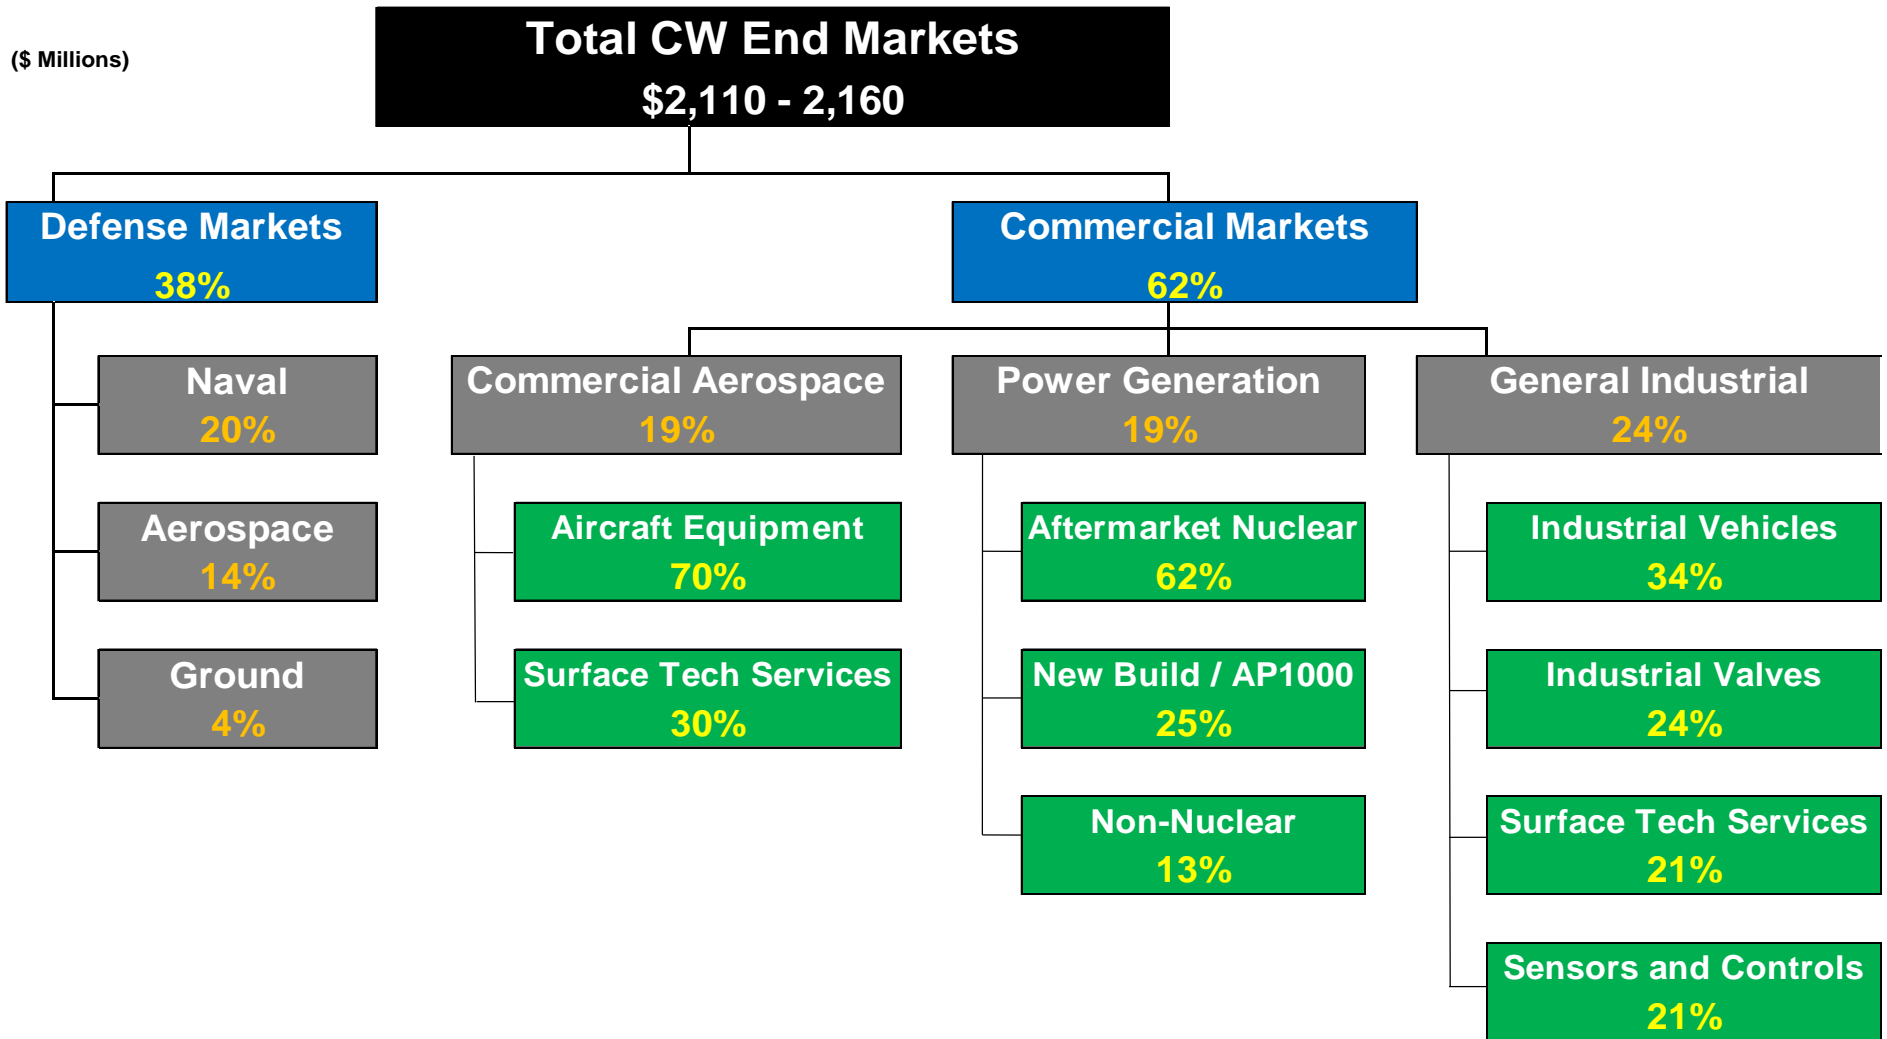 ($ Millions)
Total CW End Markets
$2,110 - 2,160
Defense Markets
38%
Commercial Markets
62%
Naval
20%
Aerospace
14%
Ground
4%
Commercial Aerospace
19%
Aircraft Equipment
70%
Surface Tech Services
30%
Power Generation
19%
Aftermarket Nuclear
62%
New Build / AP1000
25%
Non-Nuclear
13%
General Industrial
24%
Industrial Vehicles
34%
Industrial Valves
24%
Surface Tech Services
21%
Sensors and Controls
21%